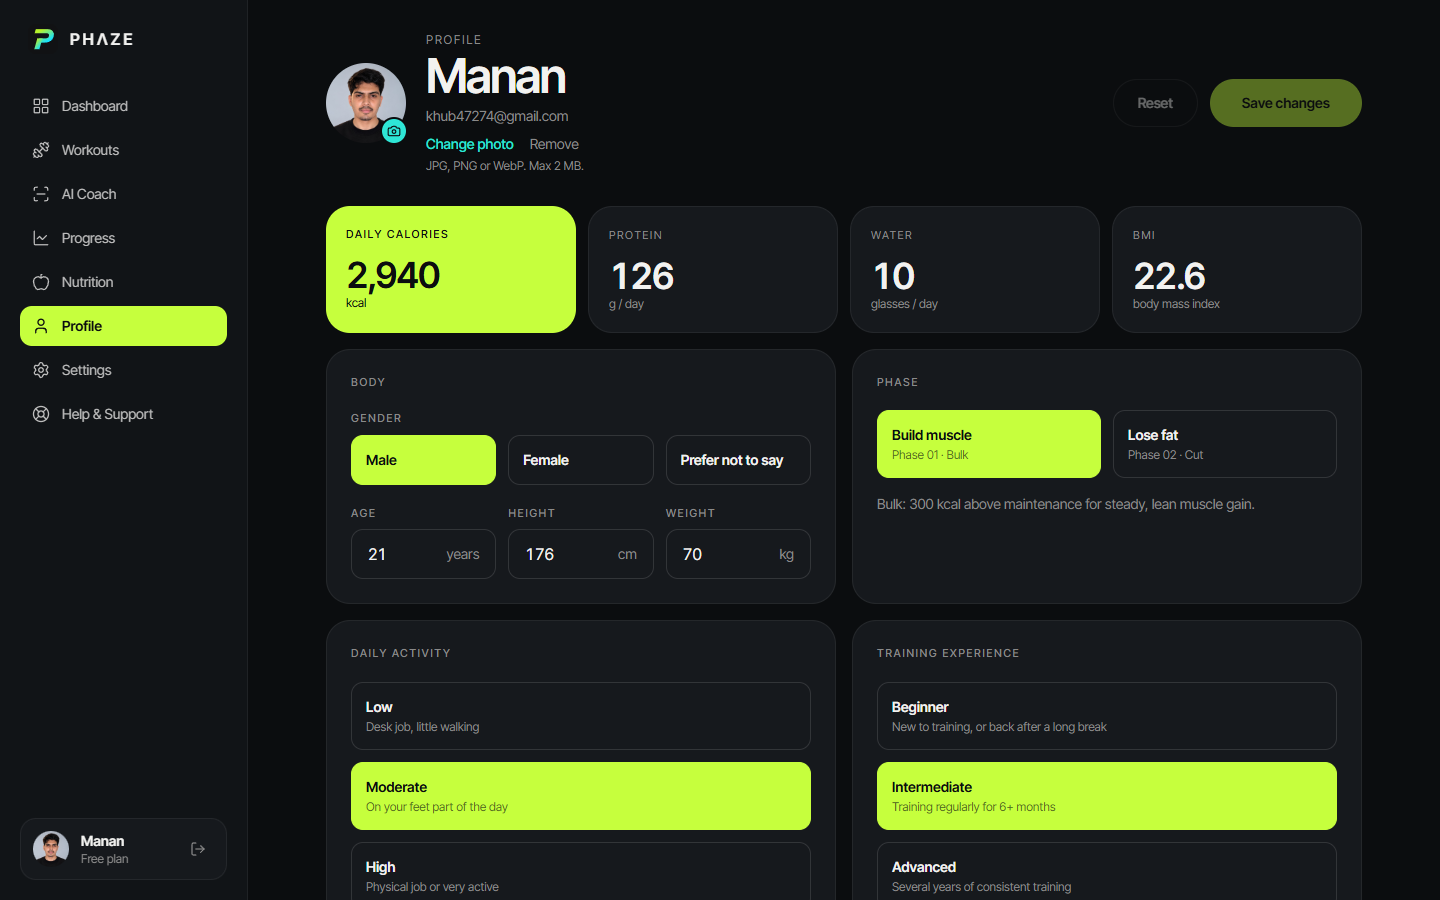 PHΛZE
Dashboard
Workouts
AI Coach
Progress
Nutrition
Profile
Settings
Help & Support
Manan
Free plan
PROFILE
Manan
khub47274@gmail.com
Change photo Remove
JPG, PNG or WebP. Max 2 MB.
Reset
Save changes
DAILY CALORIES
2,940
kcal
PROTEIN
126
g / day
WATER
10
glasses / day
BMI
22.6
body mass index
BODY
GENDER
Male
Female
Prefer not to say
AGE
21 years
HEIGHT
176 cm
WEIGHT
70 kg
PHASE
Build muscle
Phase 01 · Bulk
Lose fat
Phase 02 · Cut
Bulk: 300 kcal above maintenance for steady, lean muscle gain.
DAILY ACTIVITY
Low
Desk job, little walking
Moderate
On your feet part of the day
High
Physical job or very active
TRAINING EXPERIENCE
Beginner
New to training, or back after a long break
Intermediate
Training regularly for 6+ months
Advanced
Several years of consistent training